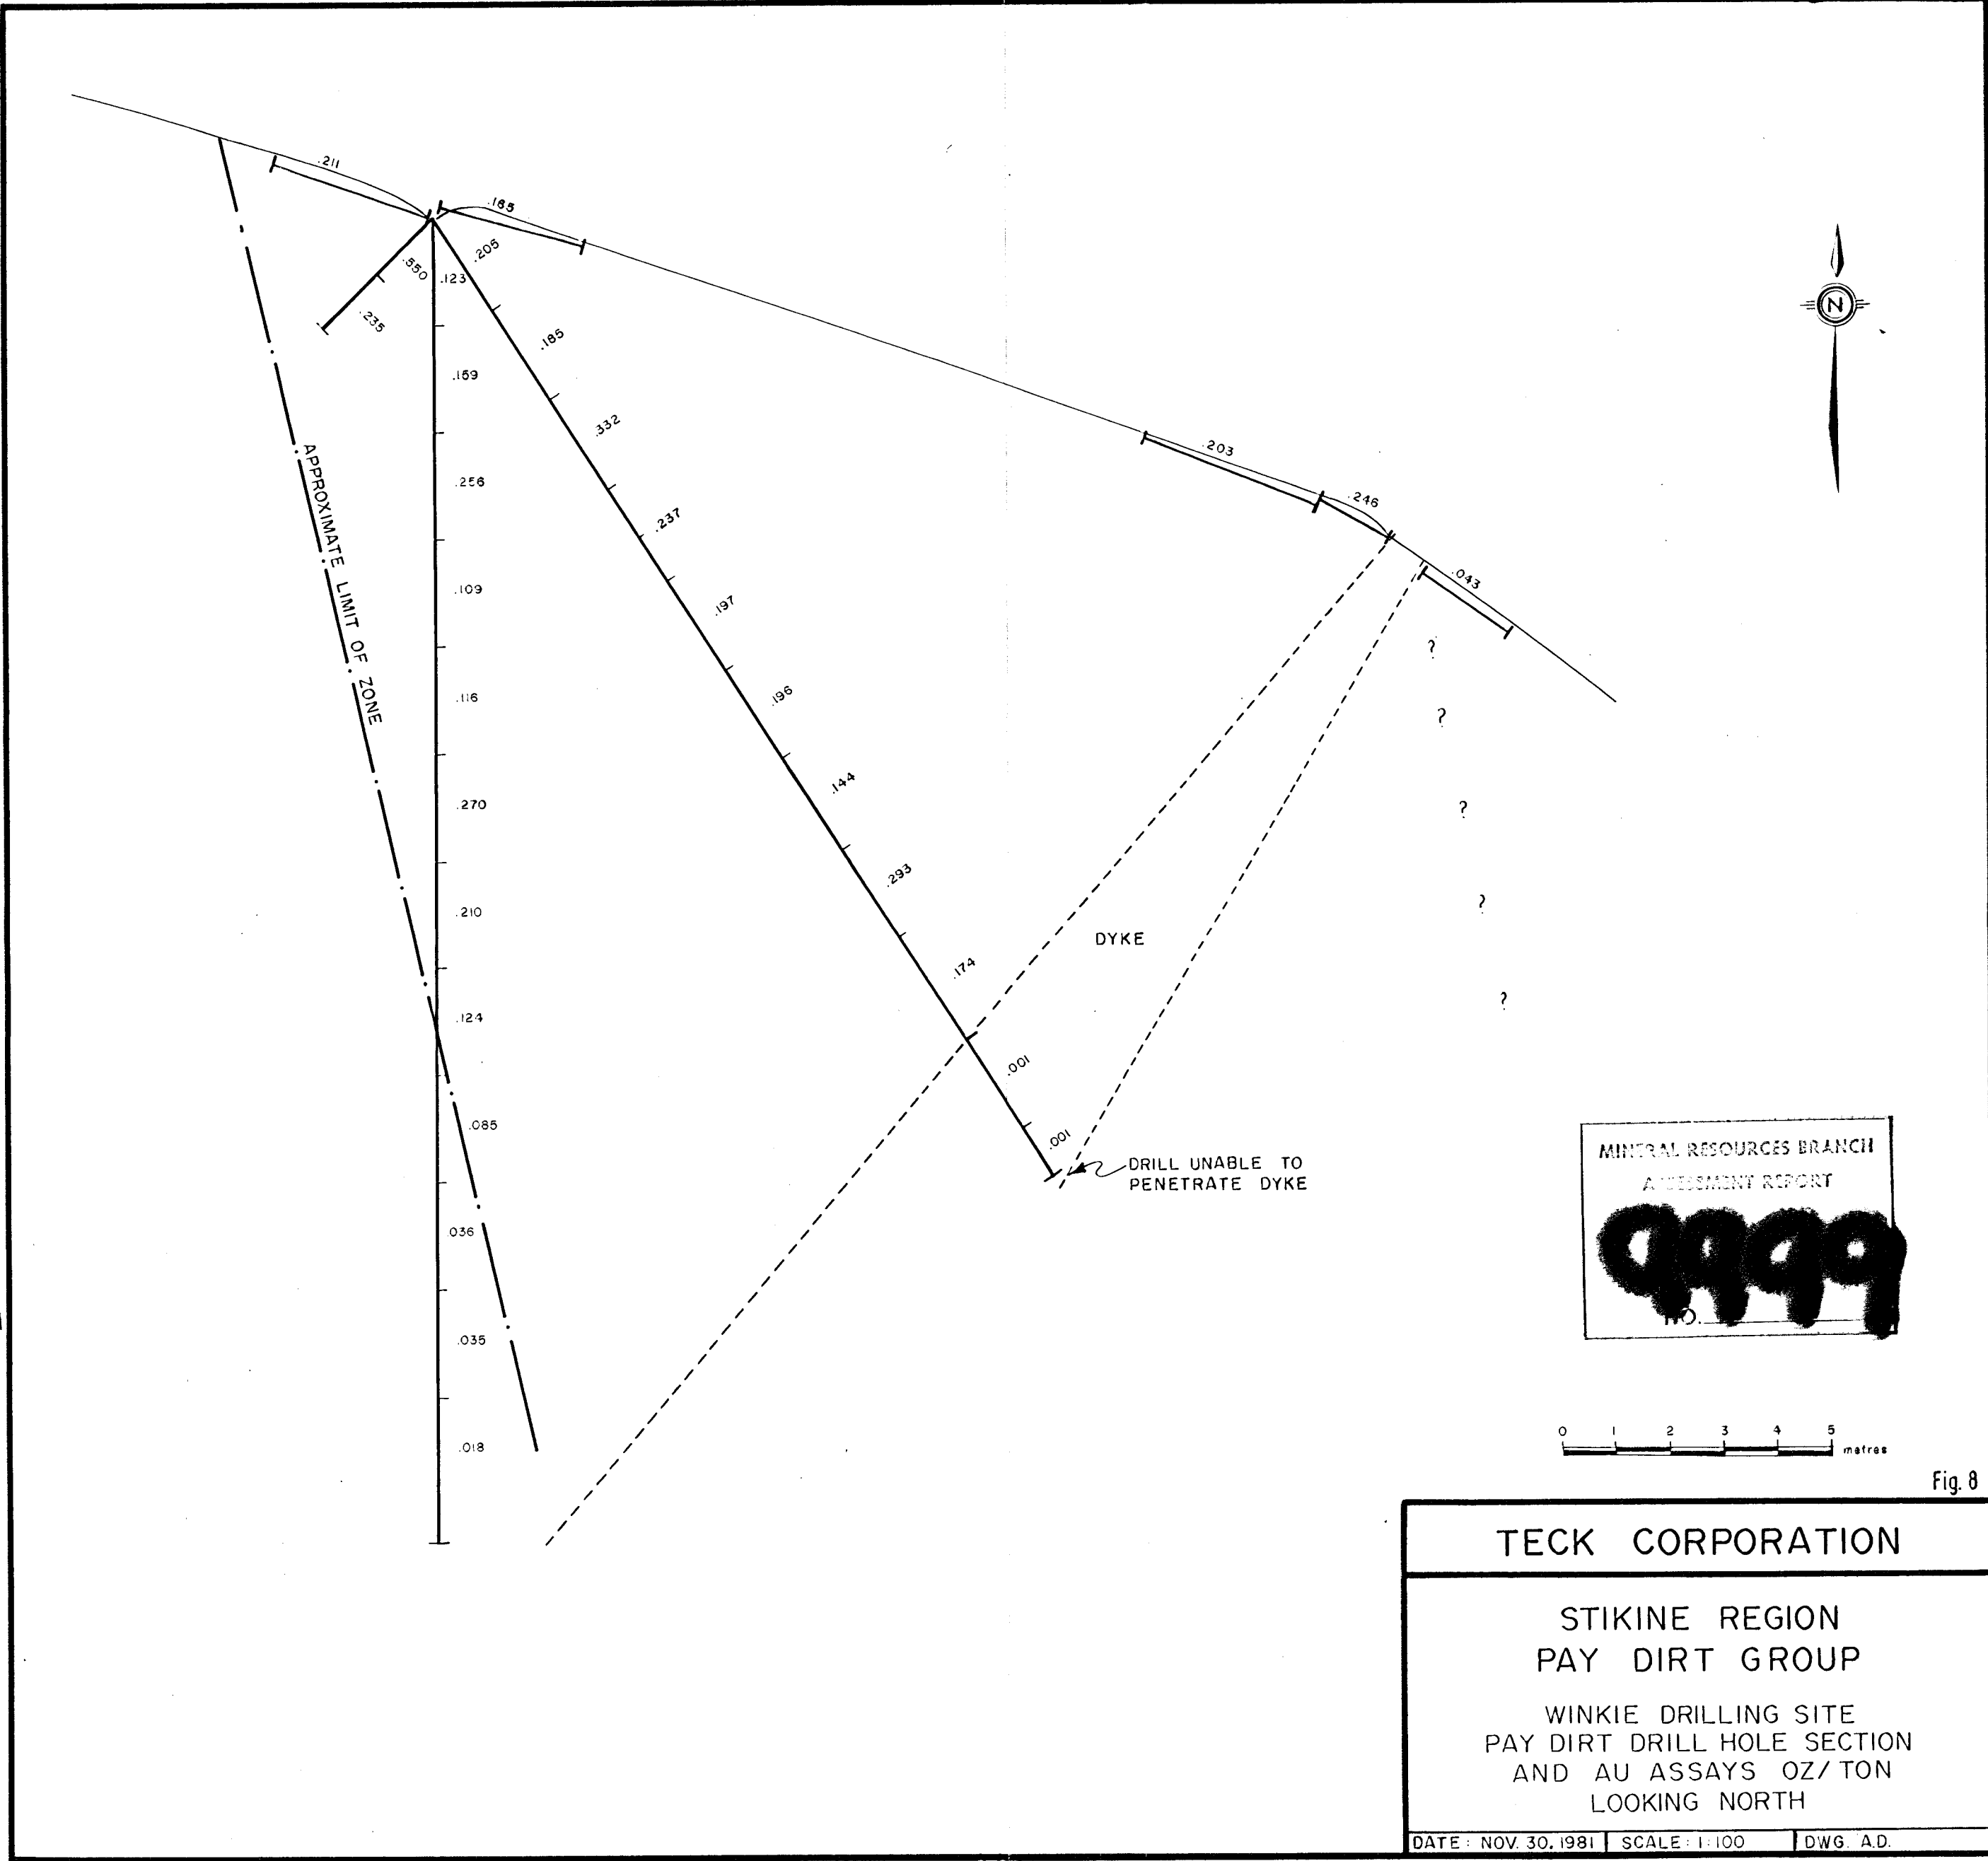 .211
.185
.205
.550
.123
.235
.185
.159
.332
.203
.256
.246
.237
.043
.109
.197
?
.116
.196
?
.270
.144
?
.293
.210
?
.174
DYKE
.124
?
.001
.085
.001
DRILL UNABLE TO
PENETRATE DYKE
.036
.035
.018
APPROXIMATE LIMIT OF ZONE
N
MINERAL RESOURCES BRANCH
ASSESSMENT REPORT
9999
NO.
0 1 2 3 4 5
metres
Fig. 8
TECK CORPORATION
STIKINE REGION
PAY DIRT GROUP
WINKIE DRILLING SITE
PAY DIRT DRILL HOLE SECTION
AND AU ASSAYS OZ/TON
LOOKING NORTH
DATE: NOV. 30, 1981 SCALE: 1:100 DWG. A.D.